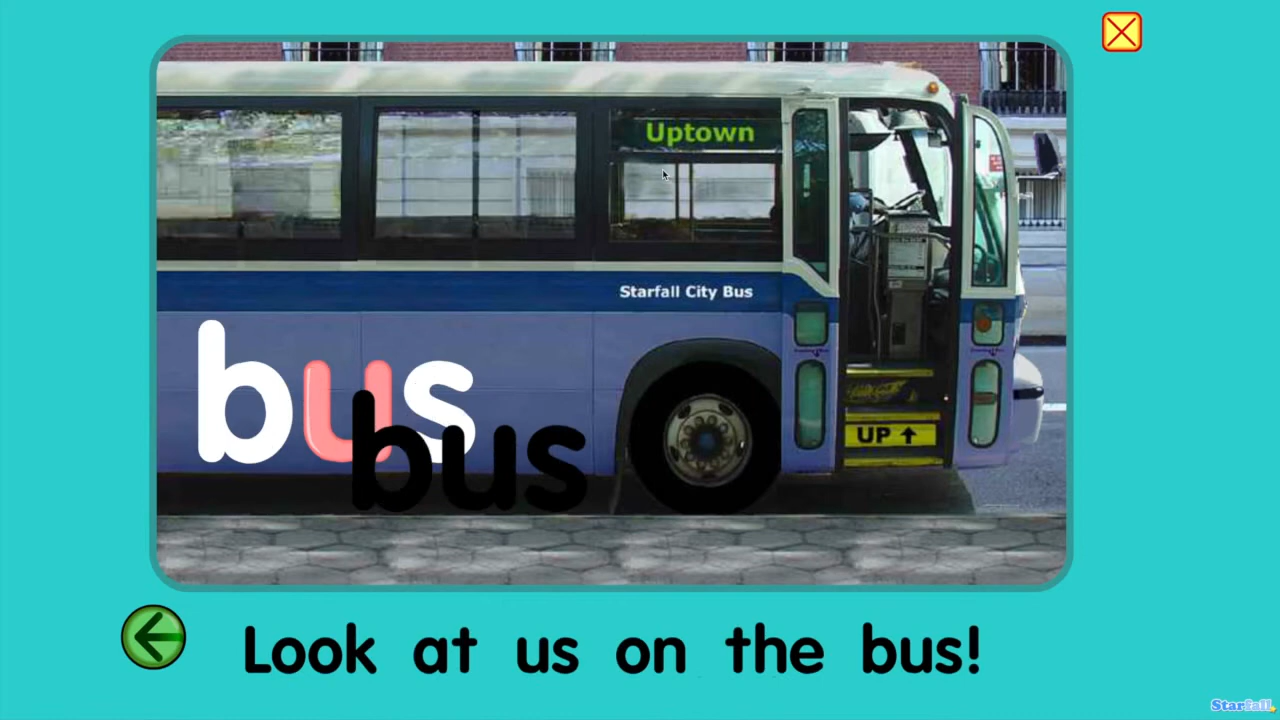 Uptown
Starfall City Bus
bus
bus
UP ↑
Look at us on the bus!
Starfall